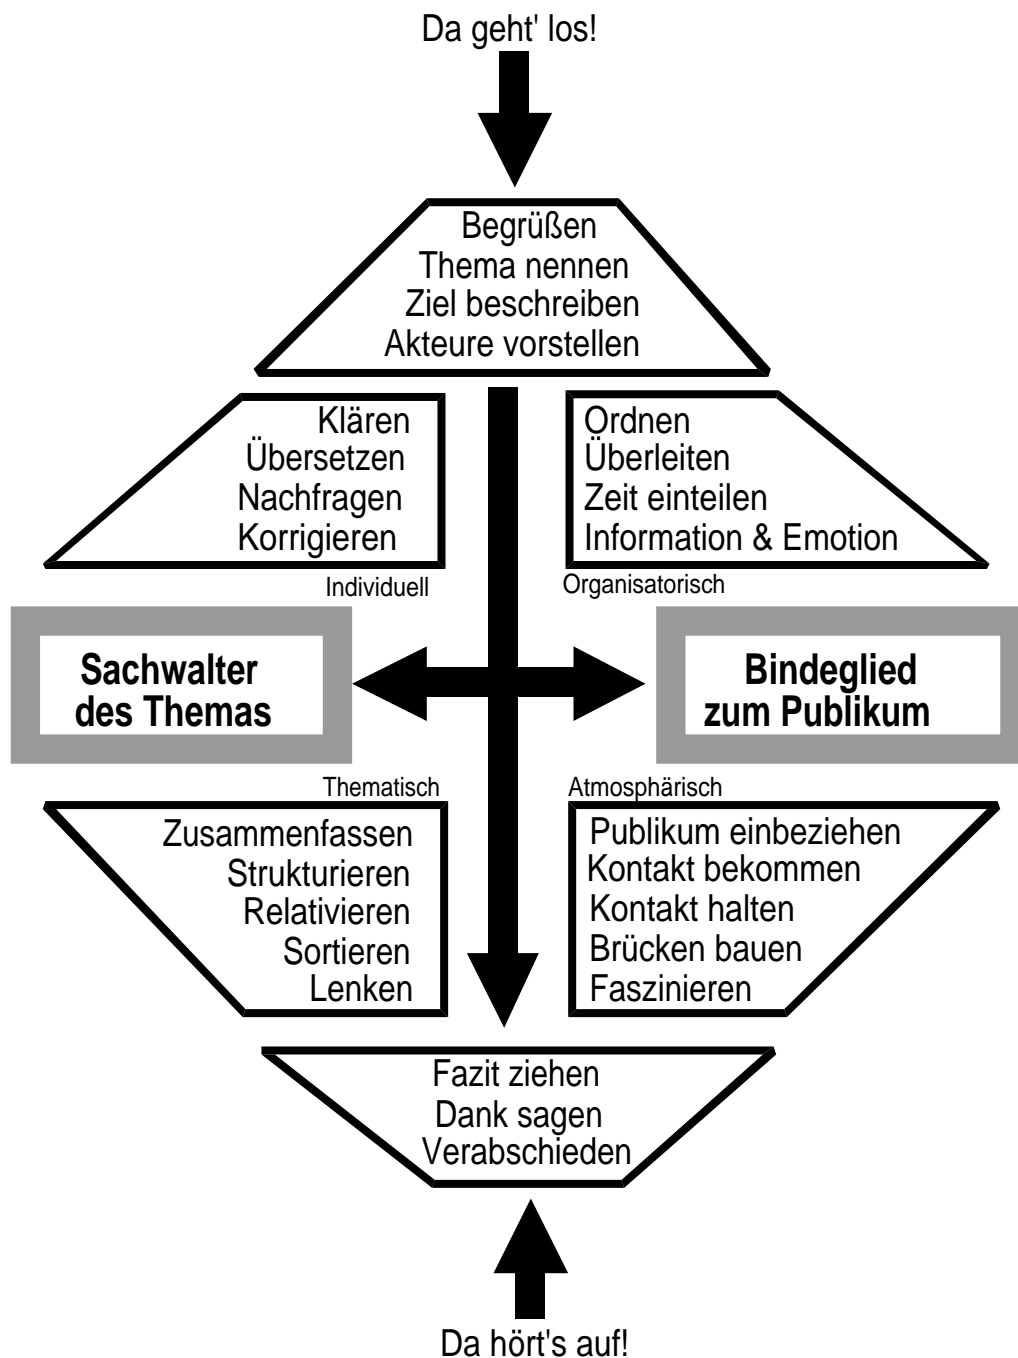 Da geht' los!
Begrüßen
Thema nennen
Ziel beschreiben
Akteure vorstellen
Klären
Übersetzen
Nachfragen
Korrigieren
Individuell
Ordnen
Überleiten
Zeit einteilen
Information & Emotion
Organisatorisch
Sachwalter
des Themas
Bindeglied
zum Publikum
Thematisch
Zusammenfassen
Strukturieren
Relativieren
Sortieren
Lenken
Atmosphärisch
Publikum einbeziehen
Kontakt bekommen
Kontakt halten
Brücken bauen
Faszinieren
Fazit ziehen
Dank sagen
Verabschieden
Da hört's auf!